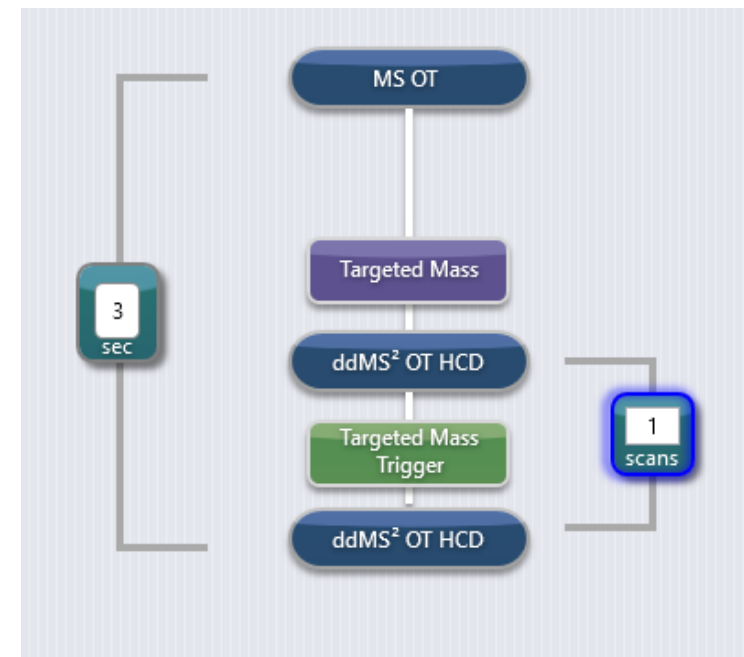 MS OT
Targeted Mass
3
sec
ddMS² OT HCD
Targeted Mass
Trigger
1
scans
ddMS² OT HCD